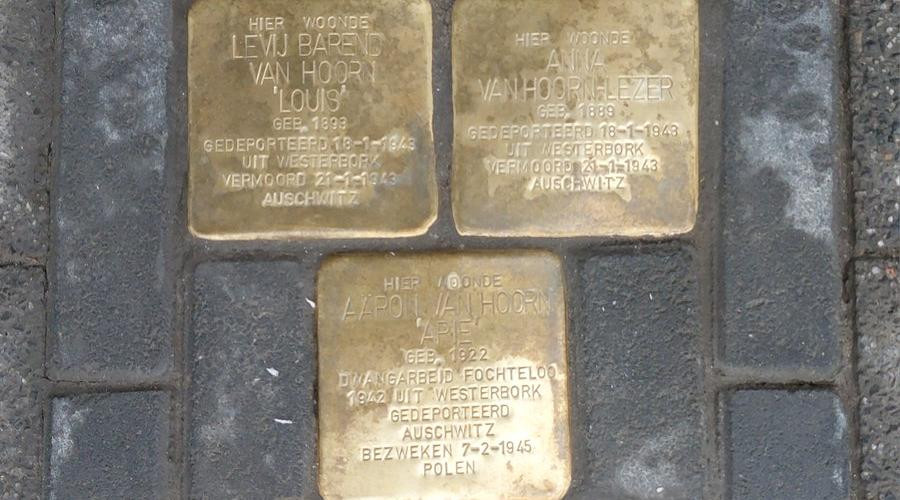 HIER WOONDE
LEVIJ BAREND
VAN HOORN
'LOUIS'
GEB. 1893
GEDEPORTEERD 18-1-1943
UIT WESTERBORK
VERMOORD 21-1-1943
AUSCHWITZ
HIER WOONDE
ANNA
VAN HOORN-LEZER
GEB. 1889
GEDEPORTEERD 18-1-1943
UIT WESTERBORK
VERMOORD 21-1-1943
AUSCHWITZ
HIER WOONDE
AÄRON VAN HOORN
'ARIE'
GEB. 1922
DWANGARBEID FOCHTELOO
1942 UIT WESTERBORK
GEDEPORTEERD
AUSCHWITZ
BEZWEKEN 7-2-1945
POLEN